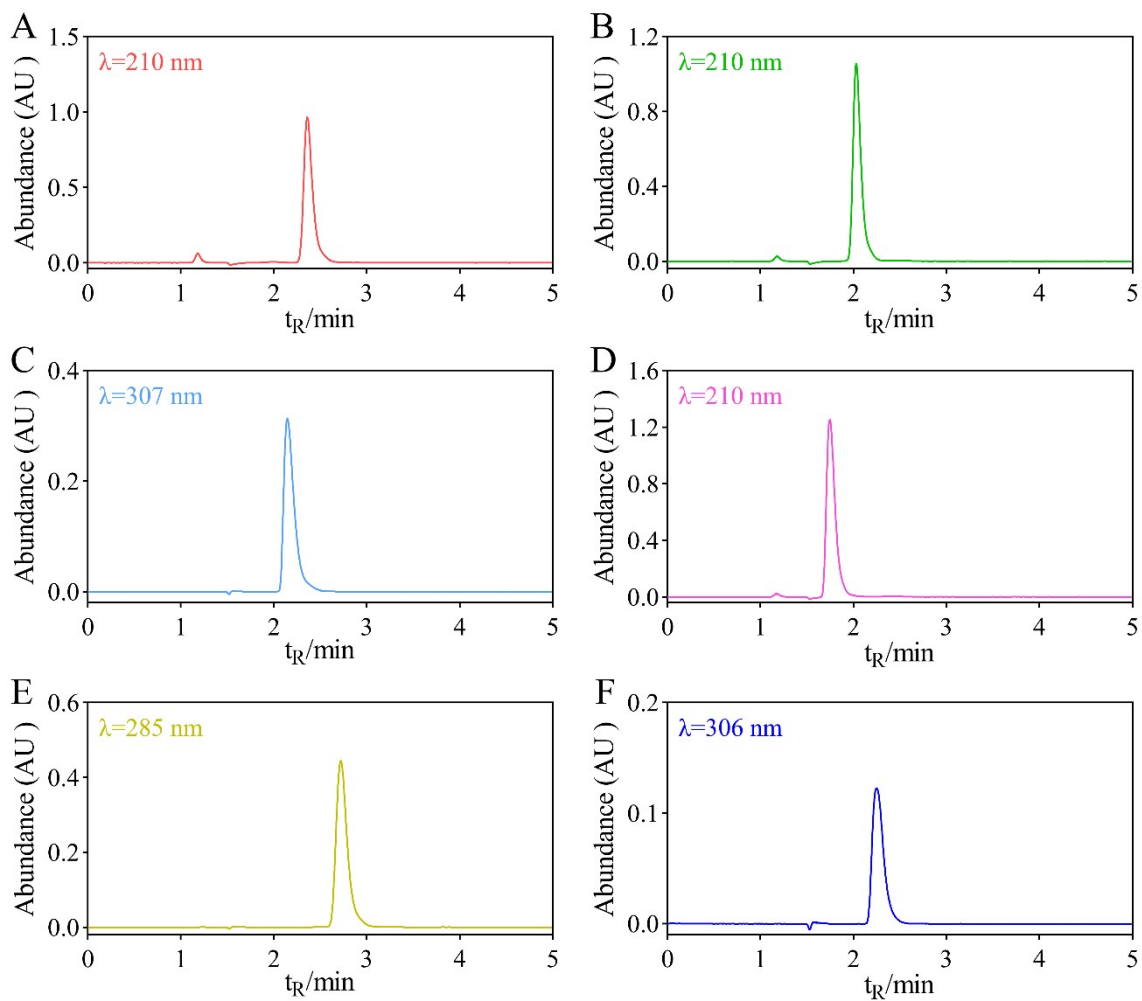 A
λ=210 nm
Abundance (AU)
1.5
1.0
0.5
0.0
0 1 2 3 4 5
tR/min
B
λ=210 nm
Abundance (AU)
1.2
0.8
0.4
0.0
0 1 2 3 4 5
tR/min
C
λ=307 nm
Abundance (AU )
0.4
0.2
0.0
0 1 2 3 4 5
tR/min
D
λ=210 nm
Abundance (AU )
1.6
1.2
0.8
0.4
0.0
0 1 2 3 4 5
tR/min
E
λ=285 nm
Abundance (AU )
0.6
0.4
0.2
0.0
0 1 2 3 4 5
tR/min
F
λ=306 nm
Abundance (AU )
0.2
0.1
0.0
0 1 2 3 4 5
tR/min